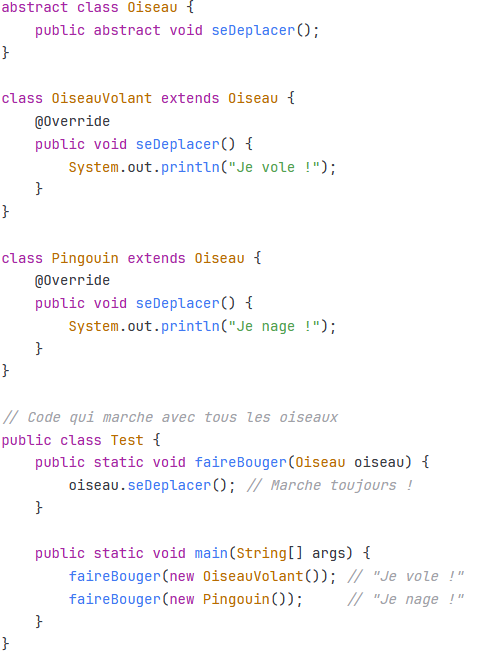 abstract class Oiseau {
    public abstract void seDeplacer();
}

class OiseauVolant extends Oiseau {
    @Override
    public void seDeplacer() {
        System.out.println("Je vole !");
    }
}

class Pingouin extends Oiseau {
    @Override
    public void seDeplacer() {
        System.out.println("Je nage !");
    }
}

// Code qui marche avec tous les oiseaux
public class Test {
    public static void faireBouger(Oiseau oiseau) {
        oiseau.seDeplacer(); // Marche toujours !
    }

    public static void main(String[] args) {
        faireBouger(new OiseauVolant()); // "Je vole !"
        faireBouger(new Pingouin());     // "Je nage !"
    }
}